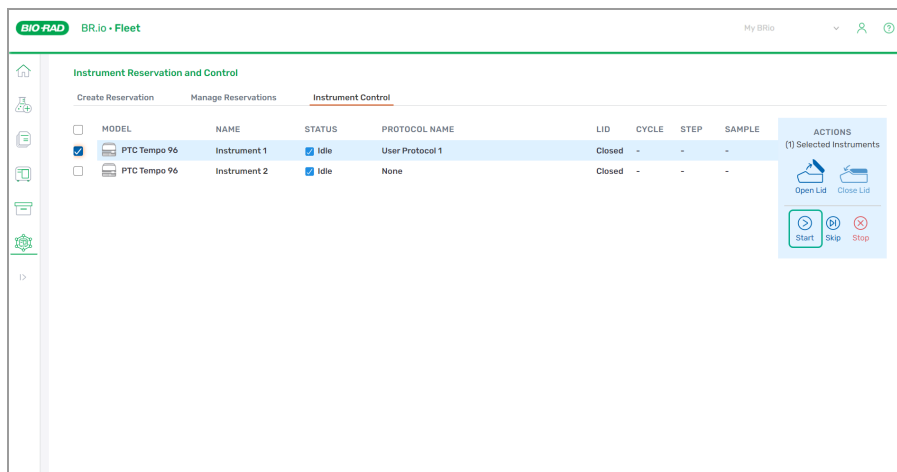 BIO-RAD BR.io • Fleet My BRio
Instrument Reservation and Control
Create Reservation Manage Reservations Instrument Control
MODEL NAME STATUS PROTOCOL NAME LID CYCLE STEP SAMPLE
PTC Tempo 96 Instrument 1 Idle User Protocol 1 Closed - - -
PTC Tempo 96 Instrument 2 Idle None Closed - - -
ACTIONS
(1) Selected Instruments
Open Lid Close Lid
Start Skip Stop